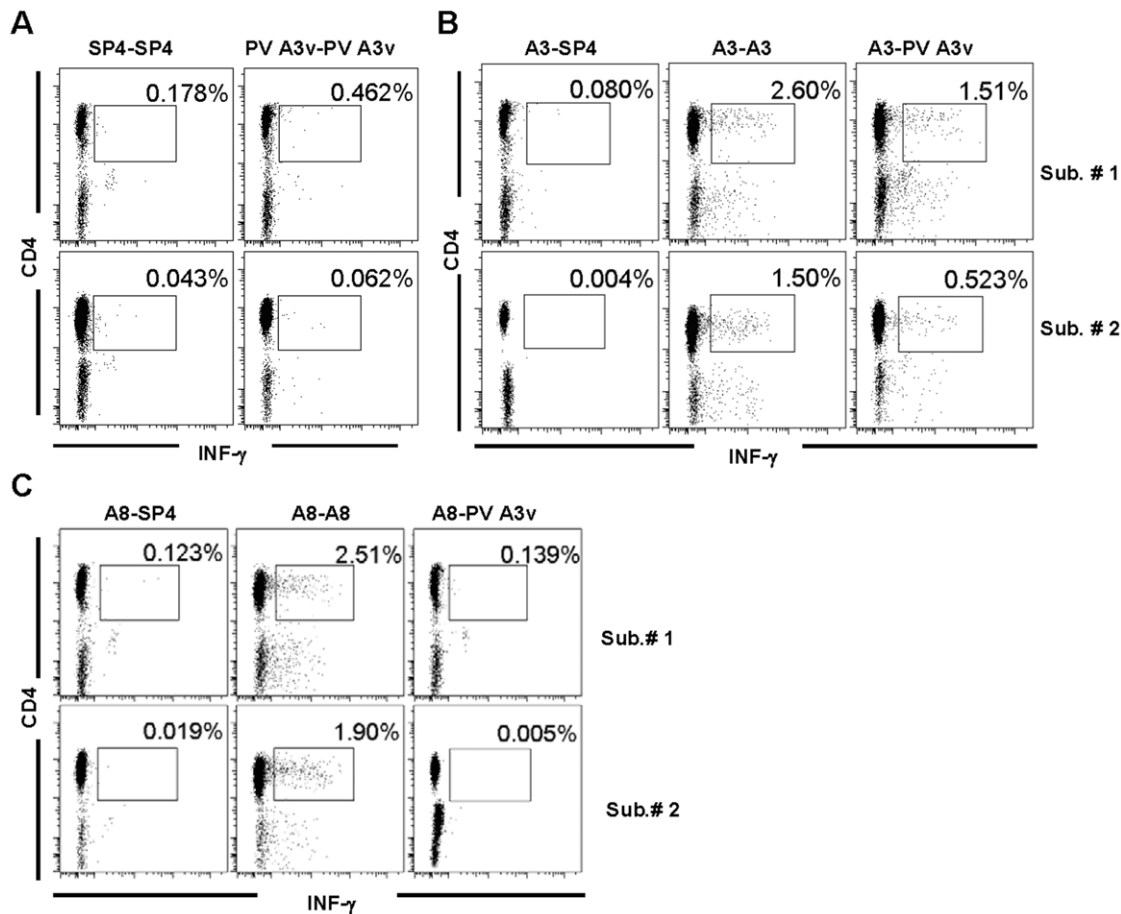 A
SP4-SP4 PV A3v-PV A3v
0.178% 0.462%
0.043% 0.062%
CD4
INF-γ
B
A3-SP4 A3-A3 A3-PV A3v
0.080% 2.60% 1.51%
Sub. # 1
0.004% 1.50% 0.523%
Sub. # 2
CD4
INF-γ
C
A8-SP4 A8-A8 A8-PV A3v
0.123% 2.51% 0.139%
Sub.# 1
0.019% 1.90% 0.005%
Sub.# 2
CD4
INF-γ